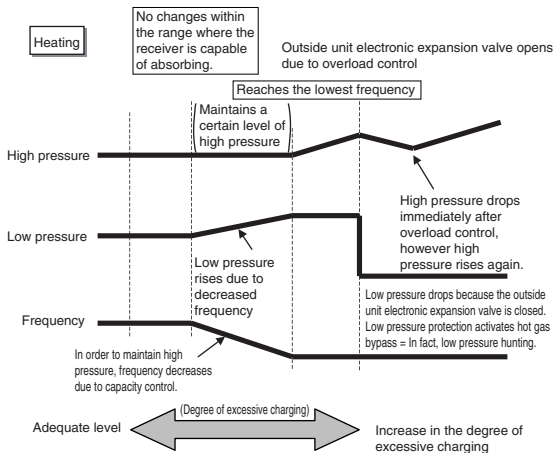 Heating
No changes within
the range where the
receiver is capable
of absorbing.
Outside unit electronic expansion valve opens
due to overload control
Reaches the lowest frequency
Maintains a
certain level of
high pressure
High pressure
High pressure drops
immediately after
overload control,
however high
pressure rises again.
Low pressure
Low pressure
rises due to
decreased
frequency
Low pressure drops because the outside
unit electronic expansion valve is closed.
Low pressure protection activates hot gas
bypass = In fact, low pressure hunting.
Frequency
In order to maintain high
pressure, frequency decreases
due to capacity control.
(Degree of excessive charging)
Adequate level
Increase in the degree of
excessive charging